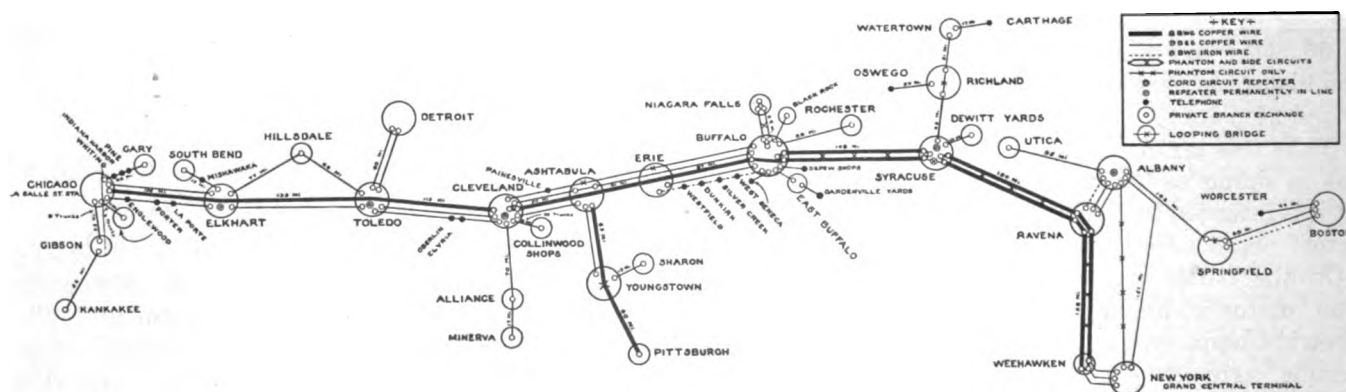 KEY
8 BWG COPPER WIRE
9 B&S COPPER WIRE
8 BWG IRON WIRE
PHANTOM AND SIDE CIRCUITS
PHANTOM CIRCUIT ONLY
CORD CIRCUIT REPEATER
REPEATER PERMANENTLY IN LINE
TELEPHONE
PRIVATE BRANCH EXCHANGE
LOOPING BRIDGE
WATERTOWN
CARTHAGE
OSWEGO
RICHLAND
NIAGARA FALLS
BLACK ROCK
ROCHESTER
DEWITT YARDS
UTICA
DETROIT
HILLSDALE
BUFFALO
ALBANY
INDIANA HARBOR
WHITING
PINE
GARY
SOUTH BEND
MISHAWAKA
ERIE
ASHTABULA
PAINESVILLE
DEPEW SHOPS
SYRACUSE
CHICAGO
LA SALLE ST. STA.
CLEVELAND
GARDENVILLE YARDS
EAST BUFFALO
WEST SENECA
SILVER CREEK
DUNKIRK
WESTFIELD
WORCESTER
BOSTON
ENGLEWOOD
PORTER
LA PORTE
ELKHART
TOLEDO
OBERLIN
ELYRIA
COLLINWOOD
SHOPS
RAVENA
SPRINGFIELD
GIBSON
SHARON
YOUNGSTOWN
ALLIANCE
KANKAKEE
MINERVA
PITTSBURGH
WEEHAWKEN
NEW YORK
GRAND CENTRAL TERMINAL